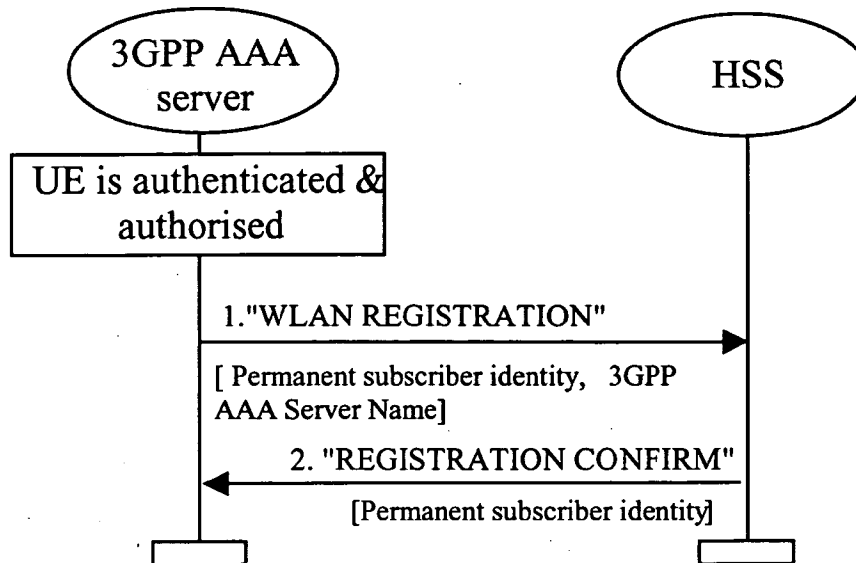 3GPP AAA
server
HSS
UE is authenticated &
authorised
1."WLAN REGISTRATION"
[ Permanent subscriber identity, 3GPP
AAA Server Name]
2. "REGISTRATION CONFIRM"
[Permanent subscriber identity]